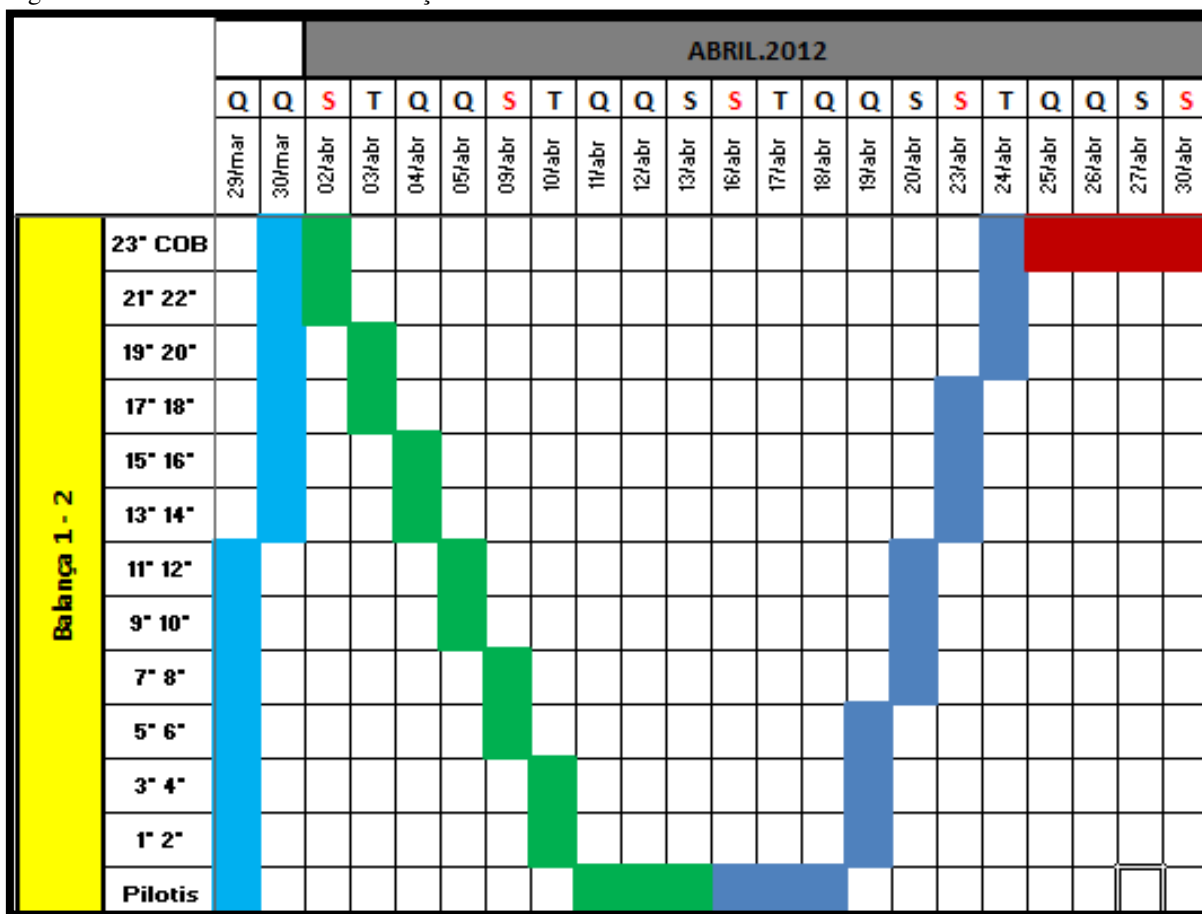 ABRIL.2012
Q Q S T Q Q S T Q Q S S T Q Q S S T Q Q S S
29/mar 30/mar 02/abr 03/abr 04/abr 05/abr 09/abr 10/abr 11/abr 12/abr 13/abr 16/abr 17/abr 18/abr 19/abr 20/abr 23/abr 24/abr 25/abr 26/abr 27/abr 30/abr
Balança 1 - 2
23° COB
21° 22°
19° 20°
17° 18°
15° 16°
13° 14°
11° 12°
9° 10°
7° 8°
5° 6°
3° 4°
1° 2°
Pilotis